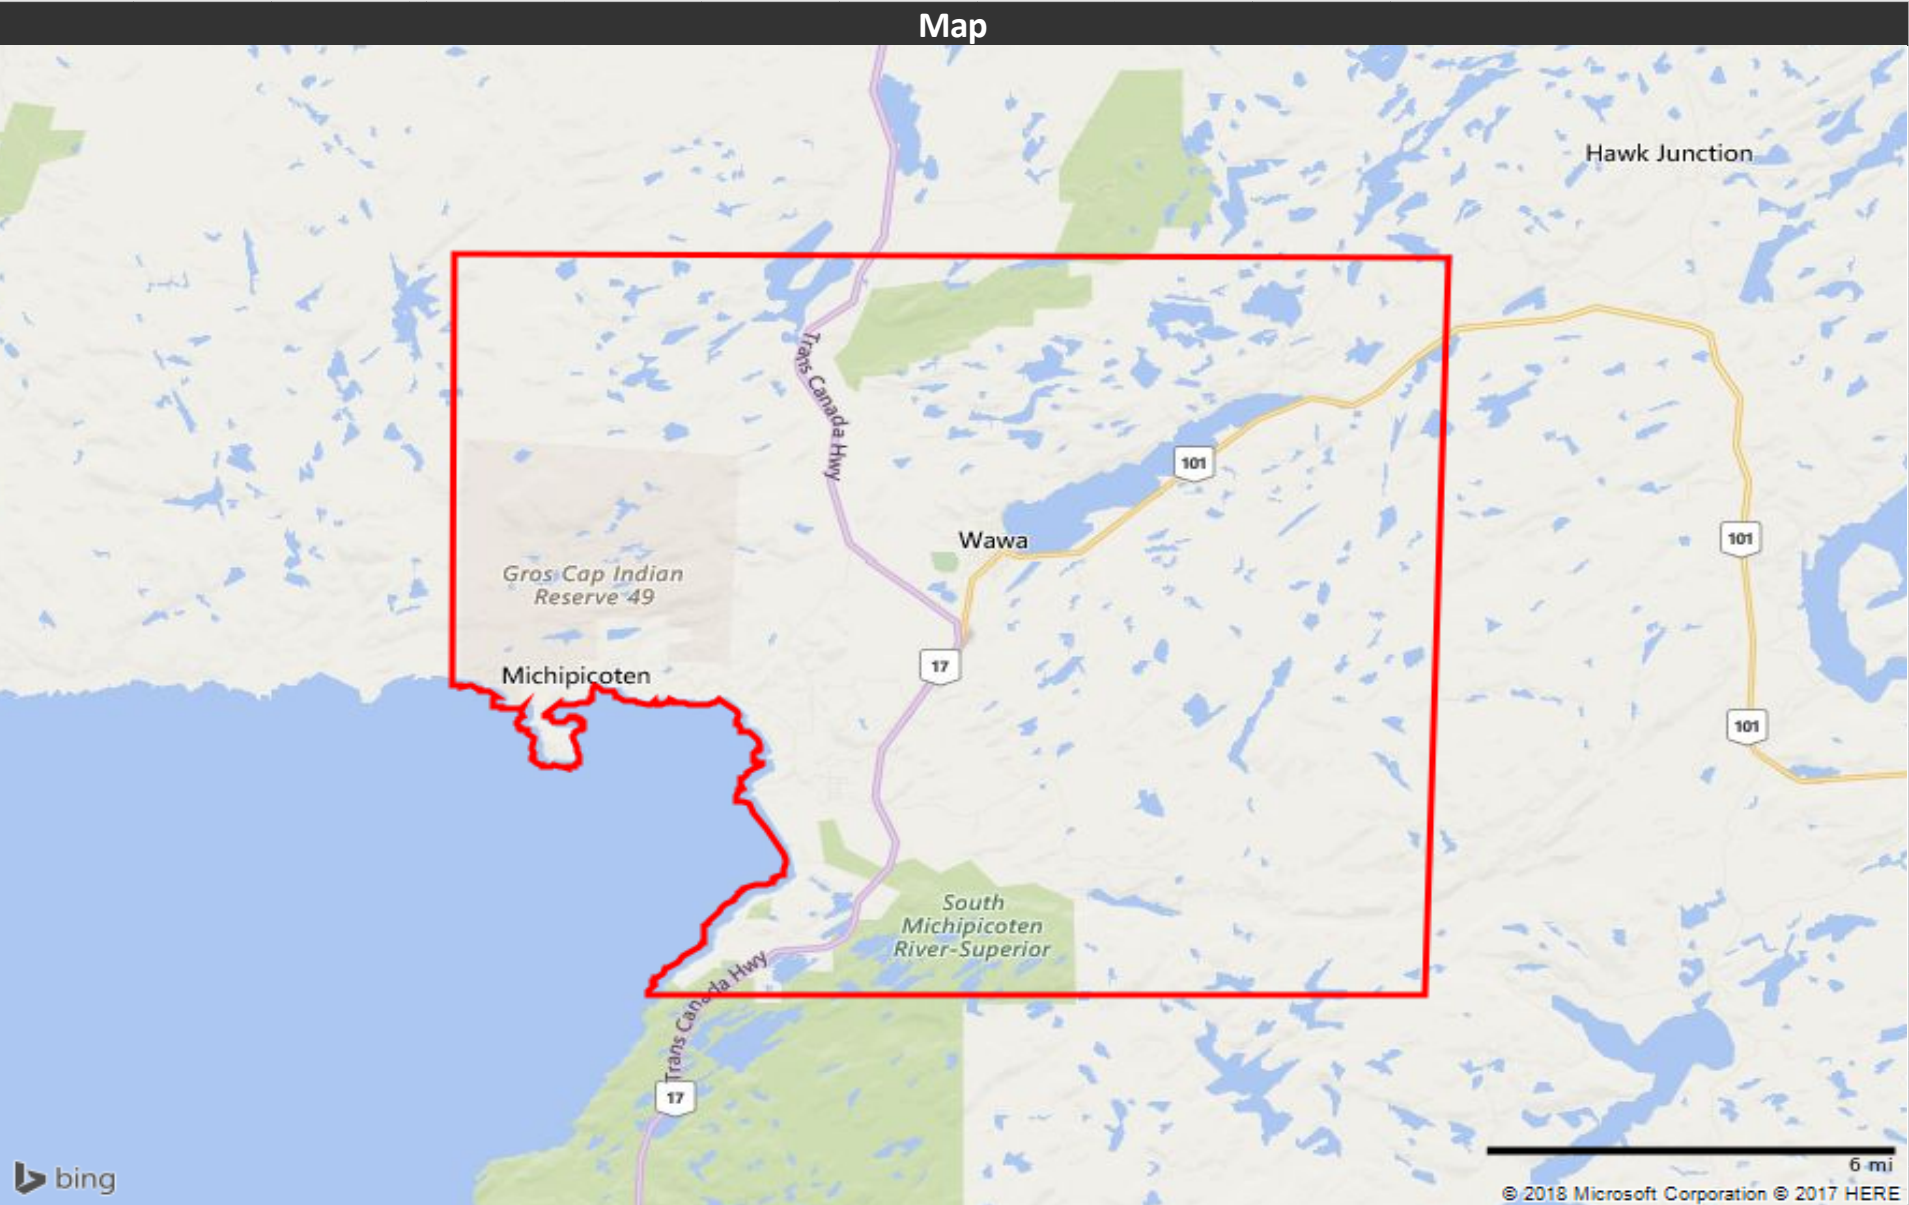 Map
Hawk Junction
Trans Canada Hwy
101
Wawa
101
Gros Cap Indian
Reserve 49
17
Michipicoten
101
South
Michipicoten
River-Superior
Trans Canada Hwy
17
6 mi
bing
© 2018 Microsoft Corporation © 2017 HERE